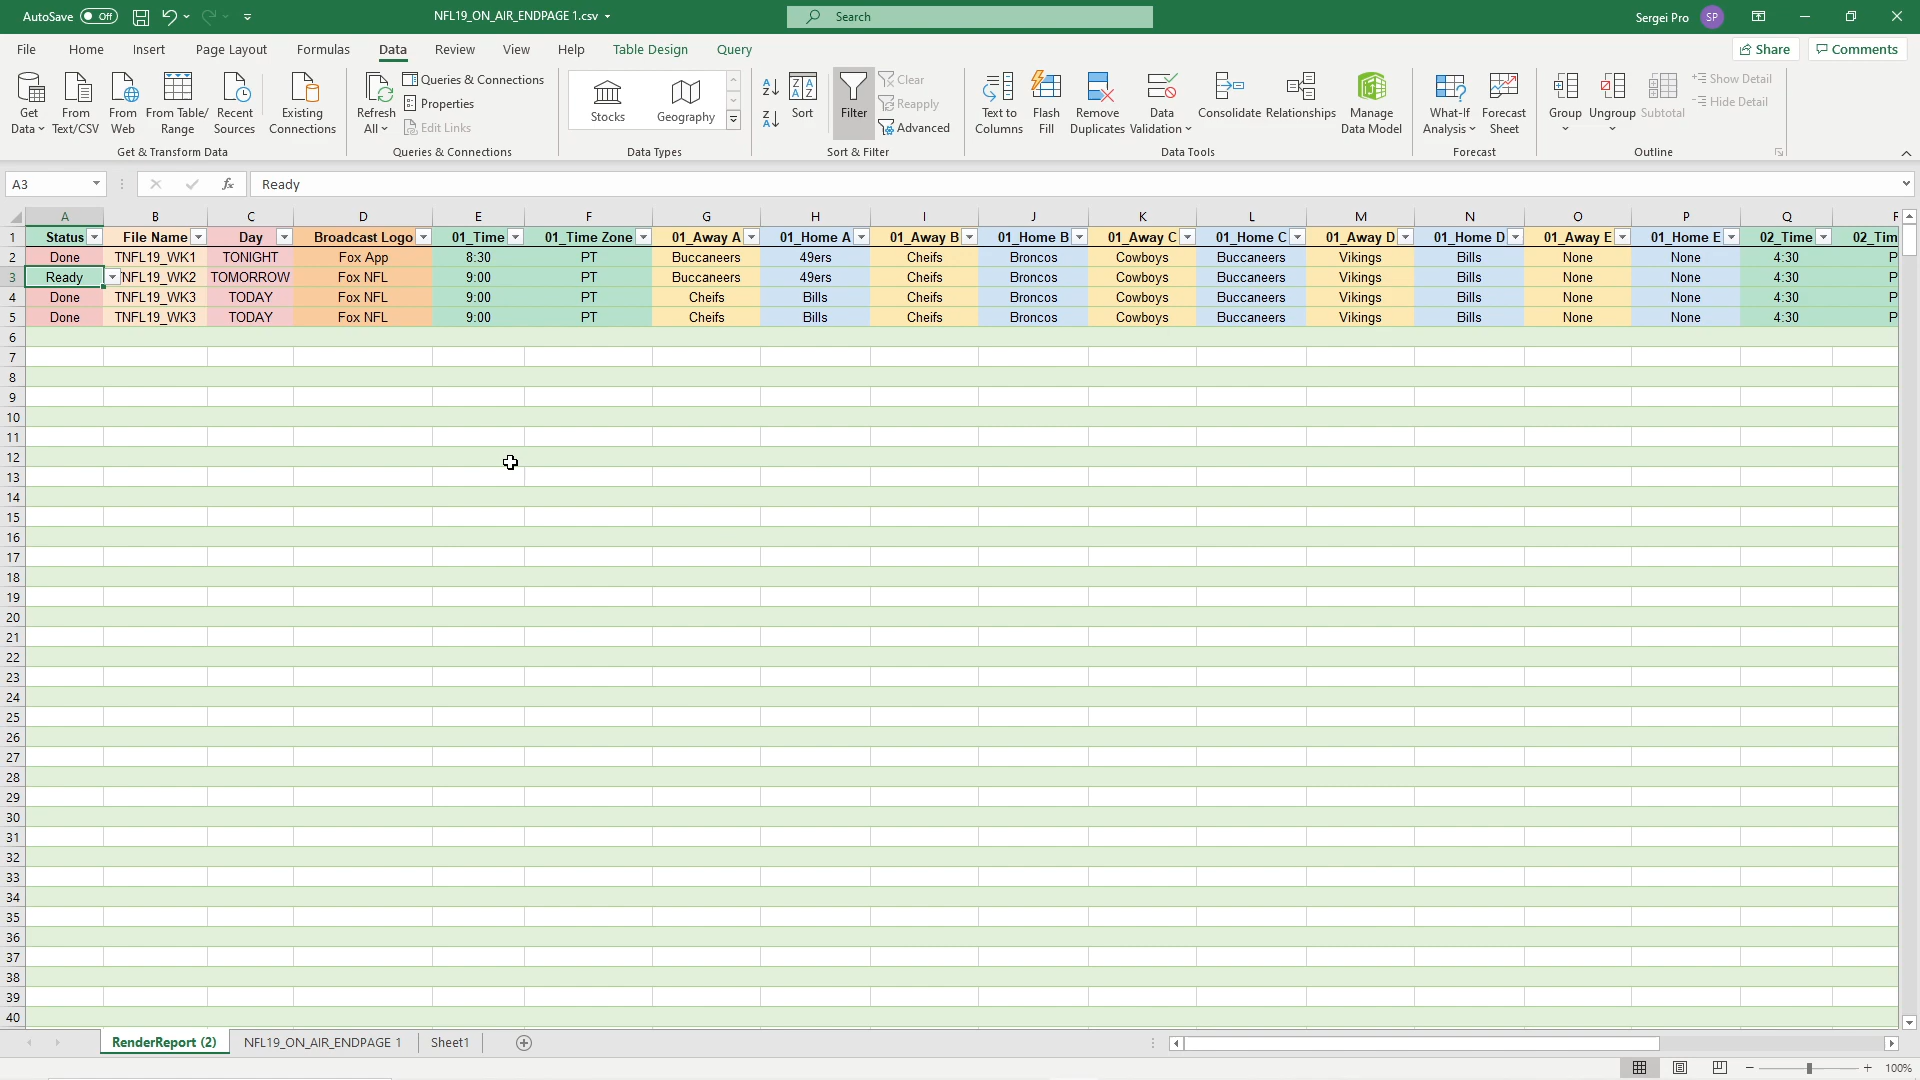 AutoSave Off NFL19_ON_AIR_ENDPAGE 1.csv Search Sergei Pro SP
File Home Insert Page Layout Formulas Data Review View Help Table Design Query Share Comments
Get Data From Text/CSV From Web From Table/ Range Recent Sources Existing Connections
Get & Transform Data
Refresh All Queries & Connections Properties Edit Links
Queries & Connections
Stocks Geography
Data Types
Sort Filter Clear Reapply Advanced
Sort & Filter
Text to Columns Flash Fill Remove Duplicates Data Validation Consolidate Relationships Manage Data Model
Data Tools
What-If Analysis Forecast Sheet
Forecast
Group Ungroup Subtotal Show Detail Hide Detail
Outline
A3 fx Ready
A B C D E F G H I J K L M N O P Q
1 Status File Name Day Broadcast Logo 01_Time 01_Time Zone 01_Away A 01_Home A 01_Away B 01_Home B 01_Away C 01_Home C 01_Away D 01_Home D 01_Away E 01_Home E 02_Time 02_Tim
2 Done TNFL19_WK1 TONIGHT Fox App 8:30 PT Buccaneers 49ers Cheifs Broncos Cowboys Buccaneers Vikings Bills None None 4:30 P
3 Ready NFL19_WK2 TOMORROW Fox NFL 9:00 PT Buccaneers 49ers Cheifs Broncos Cowboys Buccaneers Vikings Bills None None 4:30 P
4 Done TNFL19_WK3 TODAY Fox NFL 9:00 PT Cheifs Bills Cheifs Broncos Cowboys Buccaneers Vikings Bills None None 4:30 P
5 Done TNFL19_WK3 TODAY Fox NFL 9:00 PT Cheifs Bills Cheifs Broncos Cowboys Buccaneers Vikings Bills None None 4:30 P
6
7
8
9
10
11
12
13
14
15
16
17
18
19
20
21
22
23
24
25
26
27
28
29
30
31
32
33
34
35
36
37
38
39
40
RenderReport (2) NFL19_ON_AIR_ENDPAGE 1 Sheet1
100%